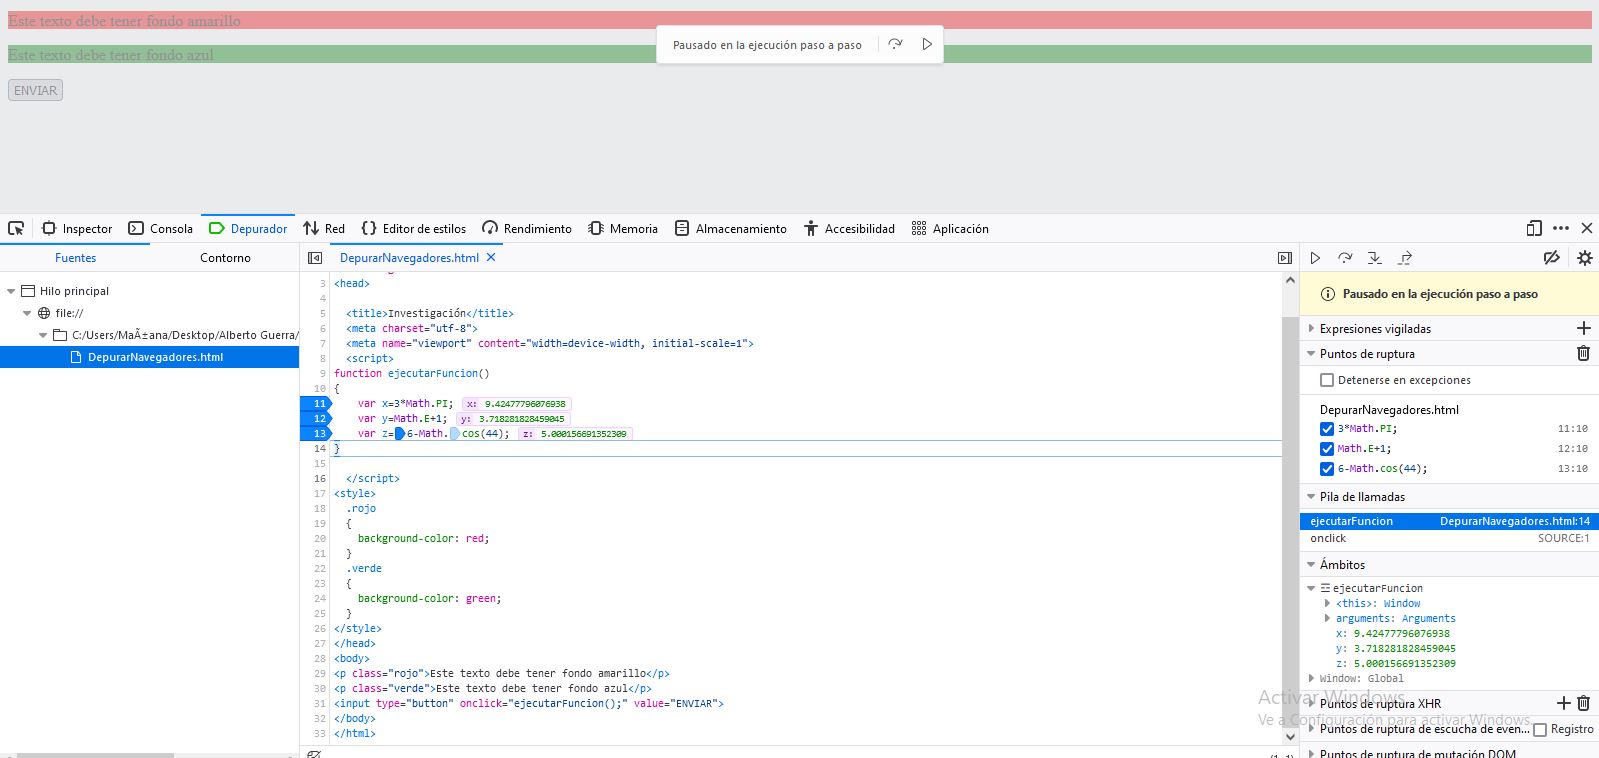 Este texto debe tener fondo amarillo
Pausado en la ejecución paso a paso
Este texto debe tener fondo azul
ENVIAR
Inspector Consola Depurador Red Editor de estilos Rendimiento Memoria Almacenamiento Accesibilidad Aplicación
Fuentes Contorno
DepurarNavegadores.html
Hilo principal
file://
C:/Users/MaÃ±ana/Desktop/Alberto Guerra/
DepurarNavegadores.html
3 <head>
4
5 <title>Investigación</title>
6 <meta charset="utf-8">
7 <meta name="viewport" content="width=device-width, initial-scale=1">
8 <script>
9 function ejecutarFuncion()
10 {
11 var x=3*Math.PI; x: 9.42477796076938
12 var y=Math.E+1; y: 3.718281828459045
13 var z=6-Math.cos(44); z: 5.000156691352309
14 }
15
16 </script>
17 <style>
18 .rojo
19 {
20 background-color: red;
21 }
22 .verde
23 {
24 background-color: green;
25 }
26 </style>
27 </head>
28 <body>
29 <p class="rojo">Este texto debe tener fondo amarillo</p>
30 <p class="verde">Este texto debe tener fondo azul</p>
31 <input type="button" onclick="ejecutarFuncion();" value="ENVIAR">
32 </body>
33 </html>
(1, 1)
Pausado en la ejecución paso a paso
Expresiones vigiladas
Puntos de ruptura
Detenerse en excepciones
DepurarNavegadores.html
3*Math.PI; 11:10
Math.E+1; 12:10
6-Math.cos(44); 13:10
Pila de llamadas
ejecutarFuncion DepurarNavegadores.html:14
onclick SOURCE:1
Ámbitos
ejecutarFuncion
<this>: Window
arguments: Arguments
x: 9.42477796076938
y: 3.718281828459045
z: 5.000156691352309
Window: Global
Activar Windows
Puntos de ruptura XHR
Ve a Configuración para activar Windows.
Puntos de ruptura de escucha de even... Registro
Puntos de ruptura de mutación DOM